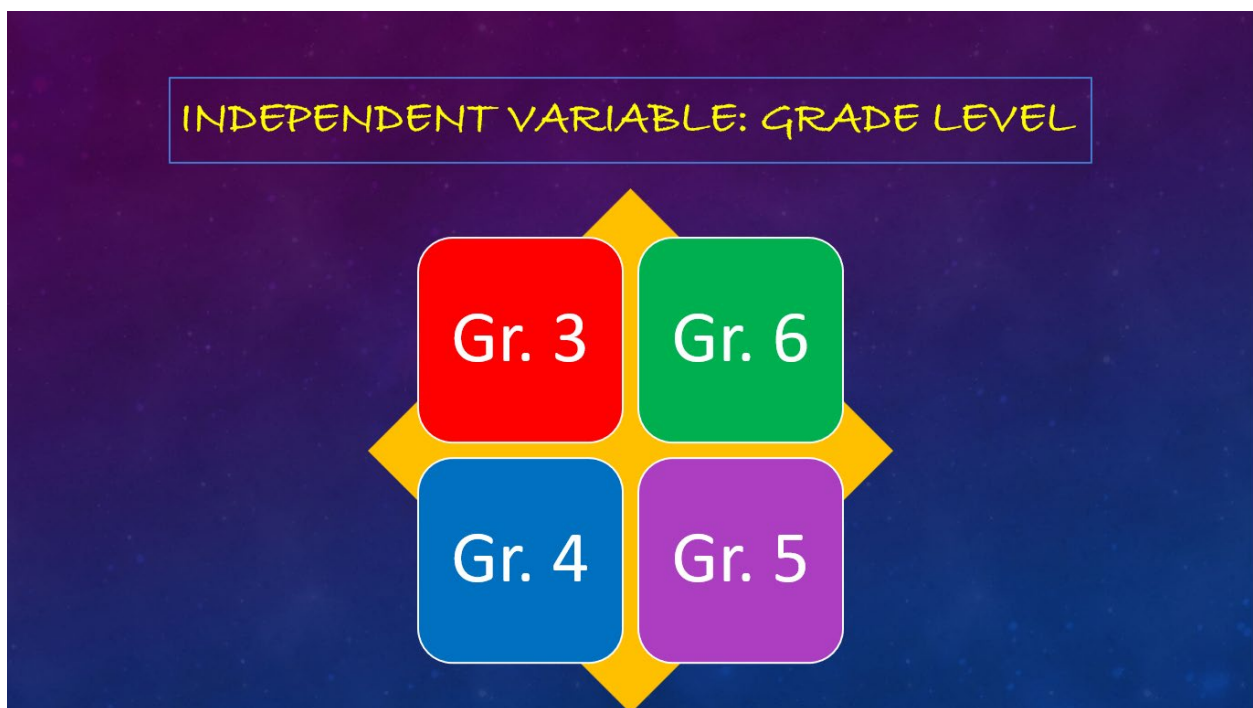 INDEPENDENT VARIABLE: GRADE LEVEL
Gr. 3
Gr. 6
Gr. 4
Gr. 5